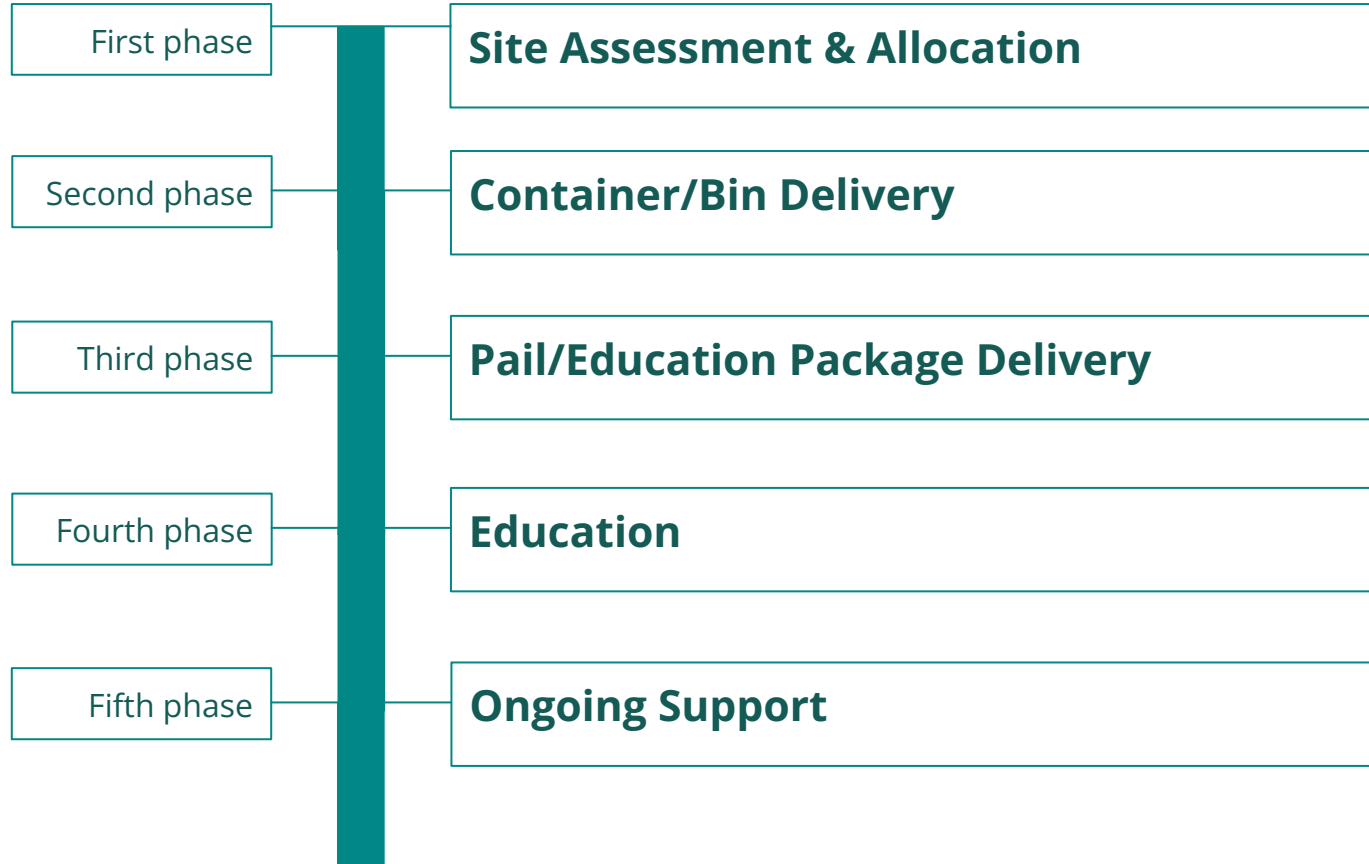 First phase
Site Assessment & Allocation
Second phase
Container/Bin Delivery
Third phase
Pail/Education Package Delivery
Fourth phase
Education
Fifth phase
Ongoing Support